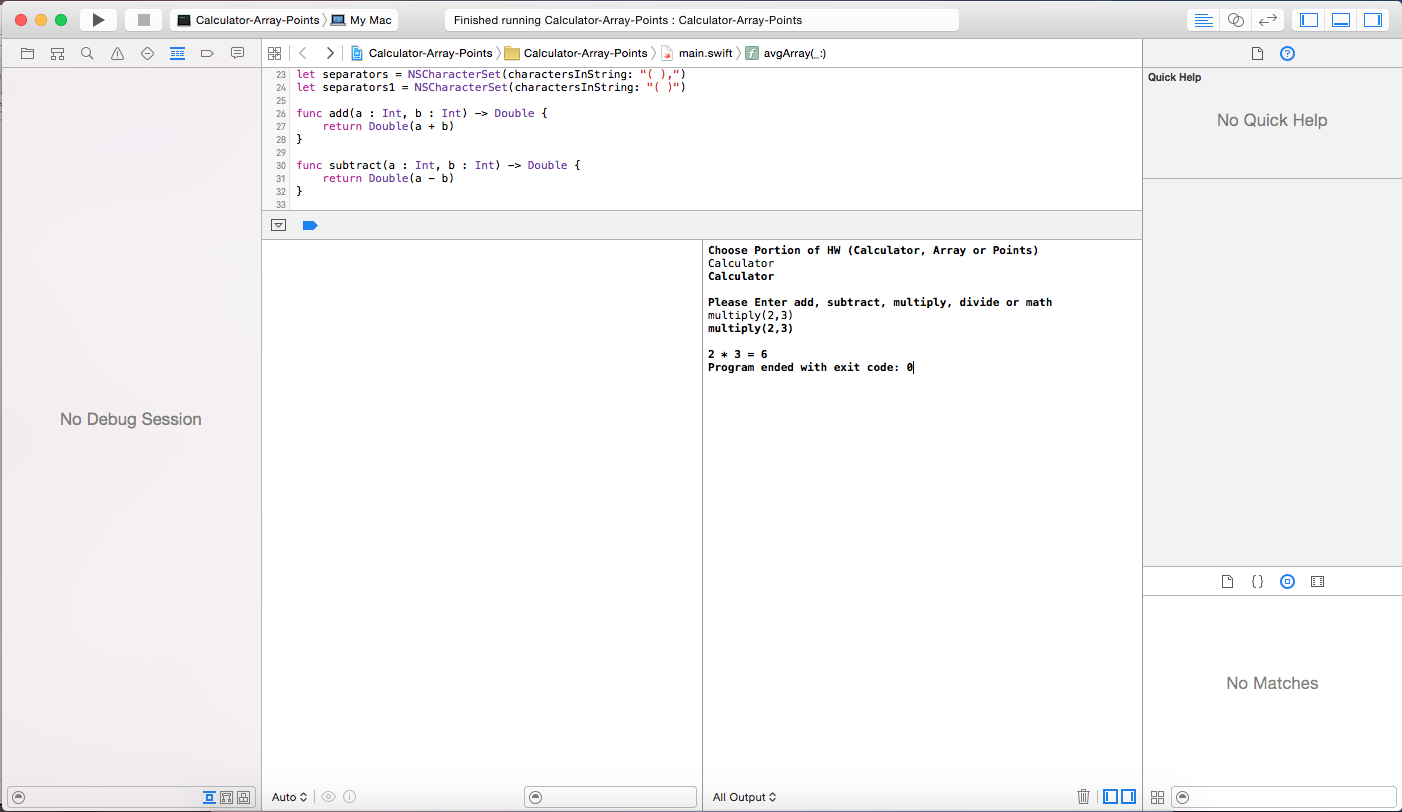 Calculator-Array-Points
My Mac
Finished running Calculator-Array-Points : Calculator-Array-Points
Calculator-Array-Points
Calculator-Array-Points
main.swift
avgArray(_:)
23 let separators = NSCharacterSet(charactersInString: "( ),")
24 let separators1 = NSCharacterSet(charactersInString: "( )")
25
26 func add(a : Int, b : Int) -> Double {
27 return Double(a + b)
28 }
29
30 func subtract(a : Int, b : Int) -> Double {
31 return Double(a - b)
32 }
33
Quick Help
No Quick Help
No Debug Session
Choose Portion of HW (Calculator, Array or Points)
Calculator
Calculator
Please Enter add, subtract, multiply, divide or math
multiply(2,3)
multiply(2,3)
2 * 3 = 6
Program ended with exit code: 0
No Matches
Auto
All Output